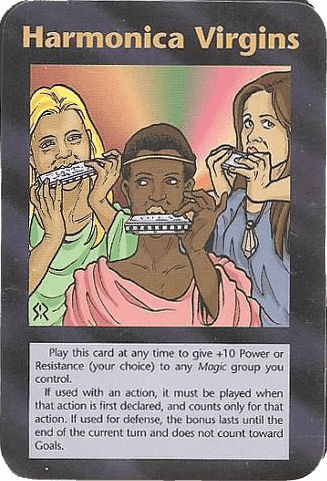 Harmonica Virgins
SR
Play this card at any time to give +10 Power or
Resistance (your choice) to any Magic group you
control.
If used with an action, it must be played when
that action is first declared, and counts only for that
action. If used for defense, the bonus lasts until the
end of the current turn and does not count toward
Goals.